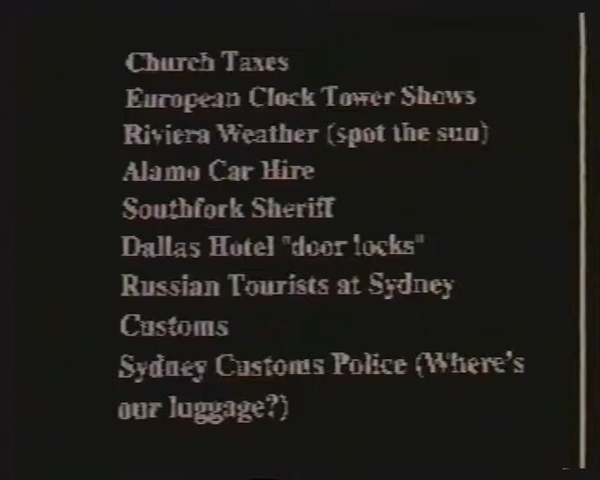 Church Taxes
European Clock Tower Shows
Riviera Weather (spot the sun)
Alamo Car Hire
Southfork Sheriff
Dallas Hotel "door locks"
Russian Tourists at Sydney
Customs
Sydney Customs Police (Where's
our luggage?)